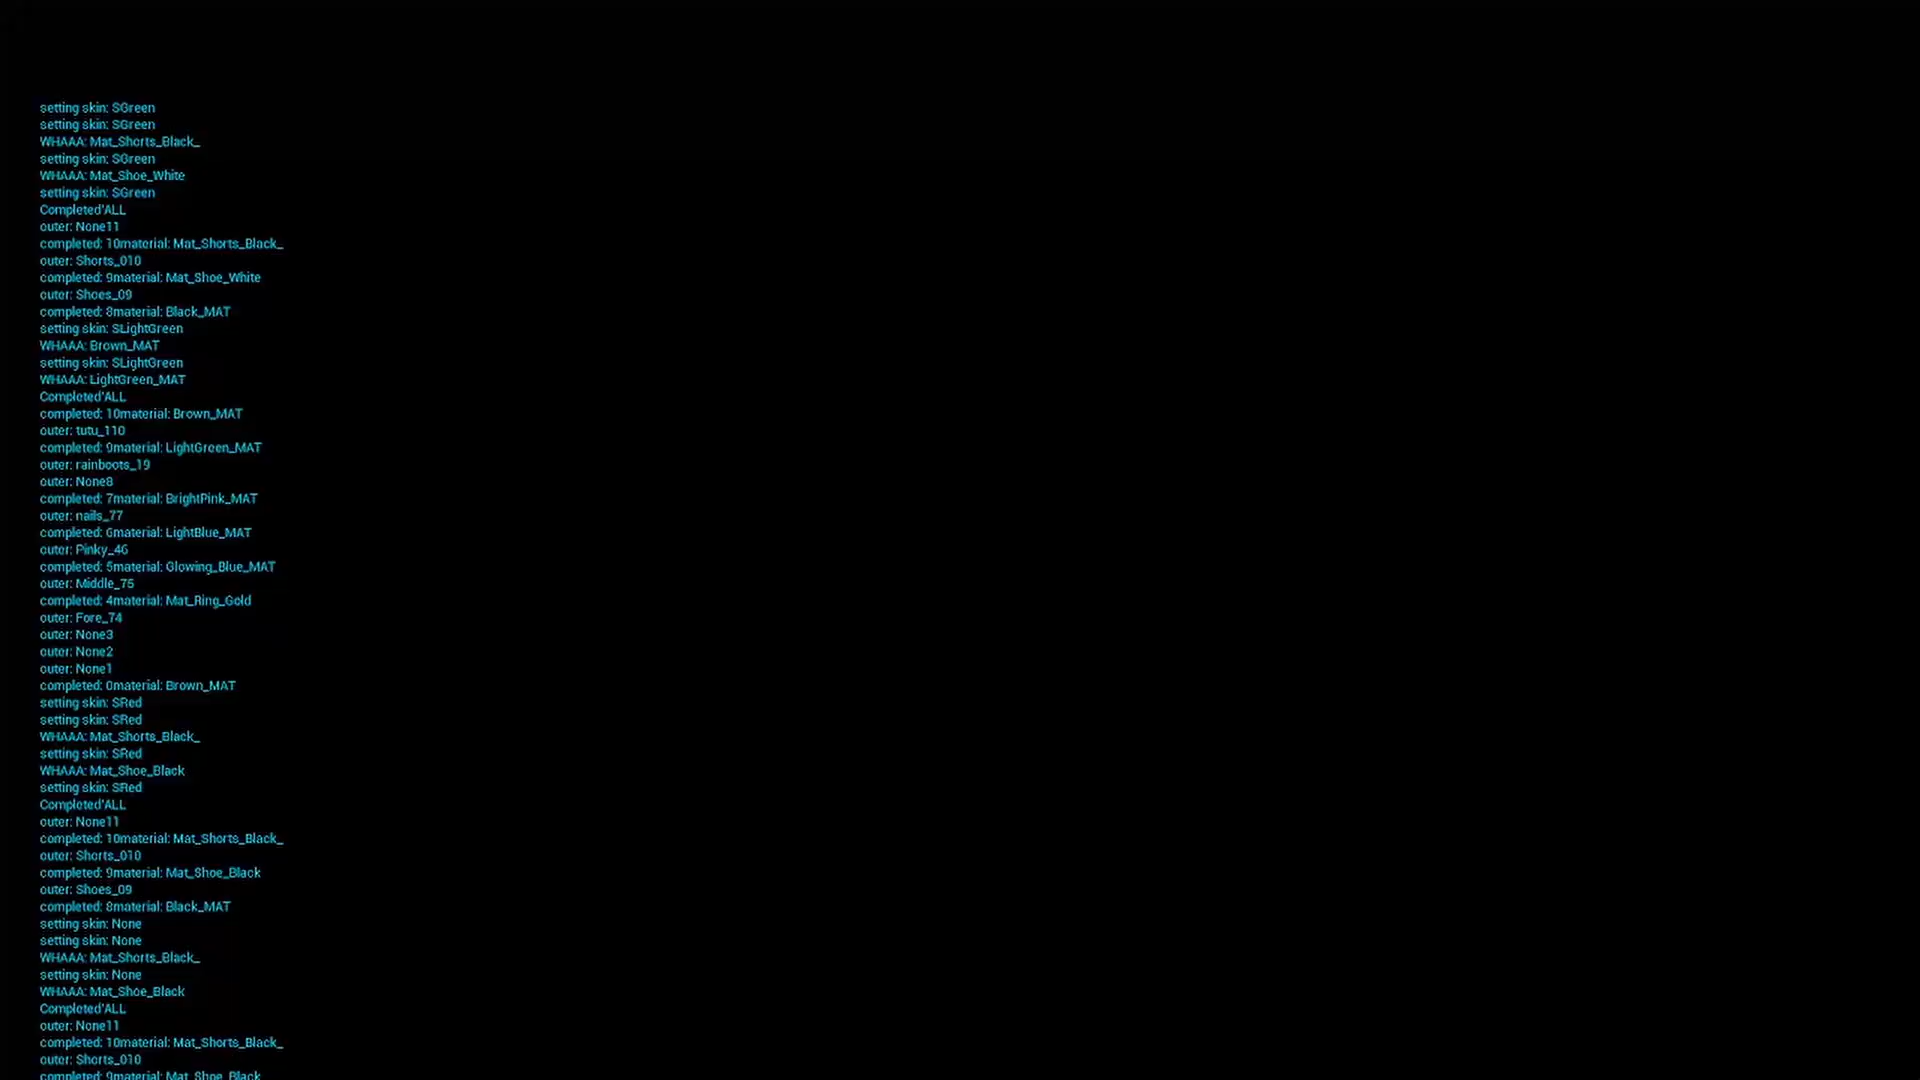 setting skin: SGreen
setting skin: SGreen
WHAAA: Mat_Shorts_Black_
setting skin: SGreen
WHAAA: Mat_Shoe_White
setting skin: SGreen
Completed'ALL
outer: None11
completed: 10material: Mat_Shorts_Black_
outer: Shorts_010
completed: 9material: Mat_Shoe_White
outer: Shoes_09
completed: 8material: Black_MAT
setting skin: SLightGreen
WHAAA: Brown_MAT
setting skin: SLightGreen
WHAAA: LightGreen_MAT
Completed'ALL
completed: 10material: Brown_MAT
outer: tutu_110
completed: 9material: LightGreen_MAT
outer: rainboots_19
outer: None8
completed: 7material: BrightPink_MAT
outer: nails_77
completed: 6material: LightBlue_MAT
outer: Pinky_46
completed: 5material: Glowing_Blue_MAT
outer: Middle_75
completed: 4material: Mat_Ring_Gold
outer: Fore_74
outer: None3
outer: None2
outer: None1
completed: 0material: Brown_MAT
setting skin: SRed
setting skin: SRed
WHAAA: Mat_Shorts_Black_
setting skin: SRed
WHAAA: Mat_Shoe_Black
setting skin: SRed
Completed'ALL
outer: None11
completed: 10material: Mat_Shorts_Black_
outer: Shorts_010
completed: 9material: Mat_Shoe_Black
outer: Shoes_09
completed: 8material: Black_MAT
setting skin: None
setting skin: None
WHAAA: Mat_Shorts_Black_
setting skin: None
WHAAA: Mat_Shoe_Black
Completed'ALL
outer: None11
completed: 10material: Mat_Shorts_Black_
outer: Shorts_010
completed: 9material: Mat_Shoe_Black